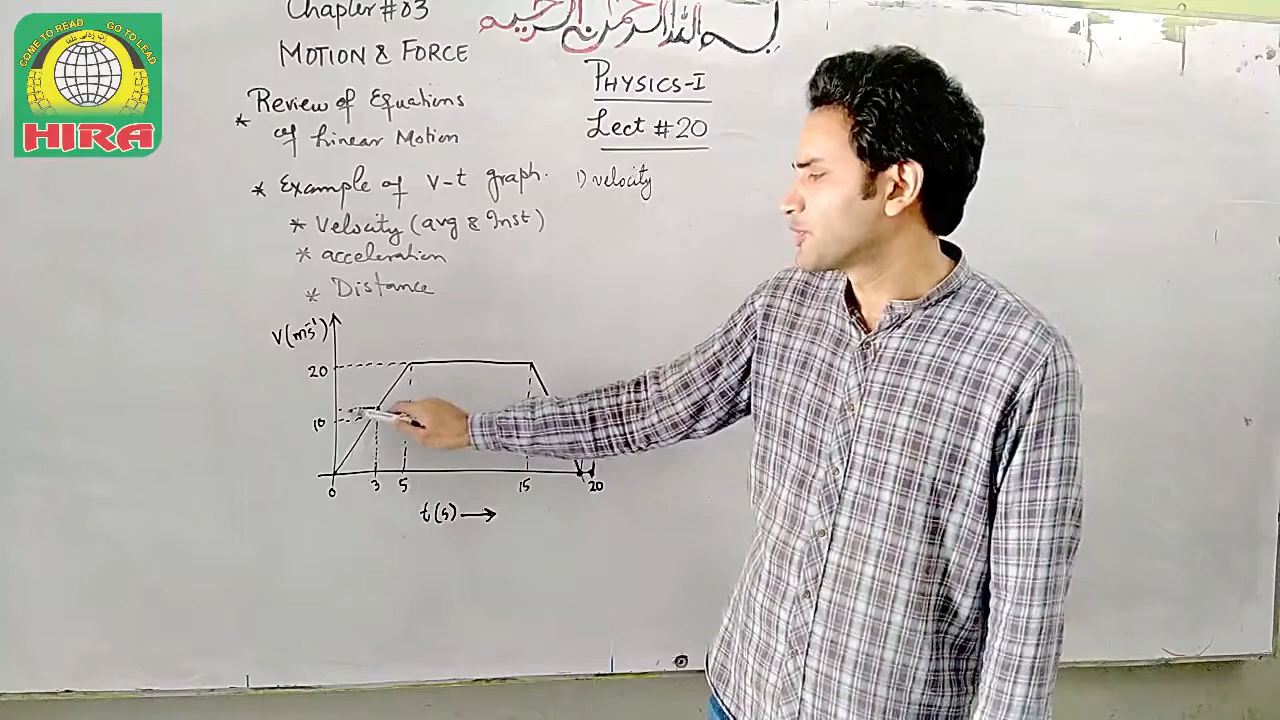 COME TO READ GO TO LEAD
HIRA
Chapter #03
بسم الله الرحمن الرحيم
MOTION & FORCE
PHYSICS-I
* Review of Equations
of Linear Motion
Lect #20
* Example of V-t graph.
1) velocity
* Velocity (avg & Inst)
* acceleration
* Distance
V(ms⁻¹)
20
10
0 3 5 15 20
t(s) →